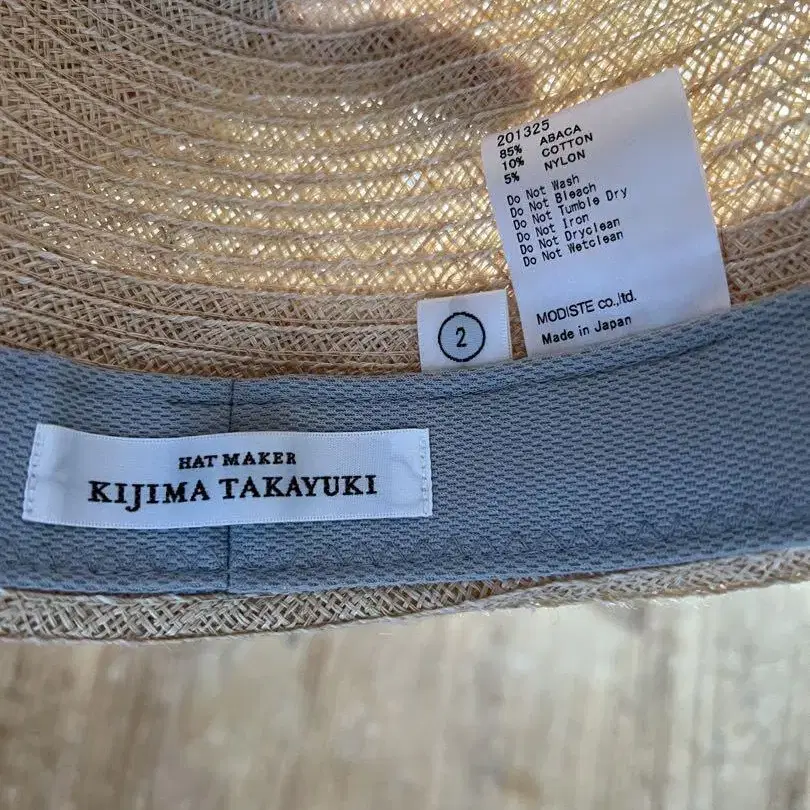 201325
85% ABACA
10% COTTON
5% NYLON
Do Not Wash
Do Not Bleach
Do Not Tumble Dry
Do Not Iron
Do Not Dryclean
Do Not Wetclean
MODISTE co.,ltd.
Made in Japan
2
HAT MAKER
KIJIMA TAKAYUKI